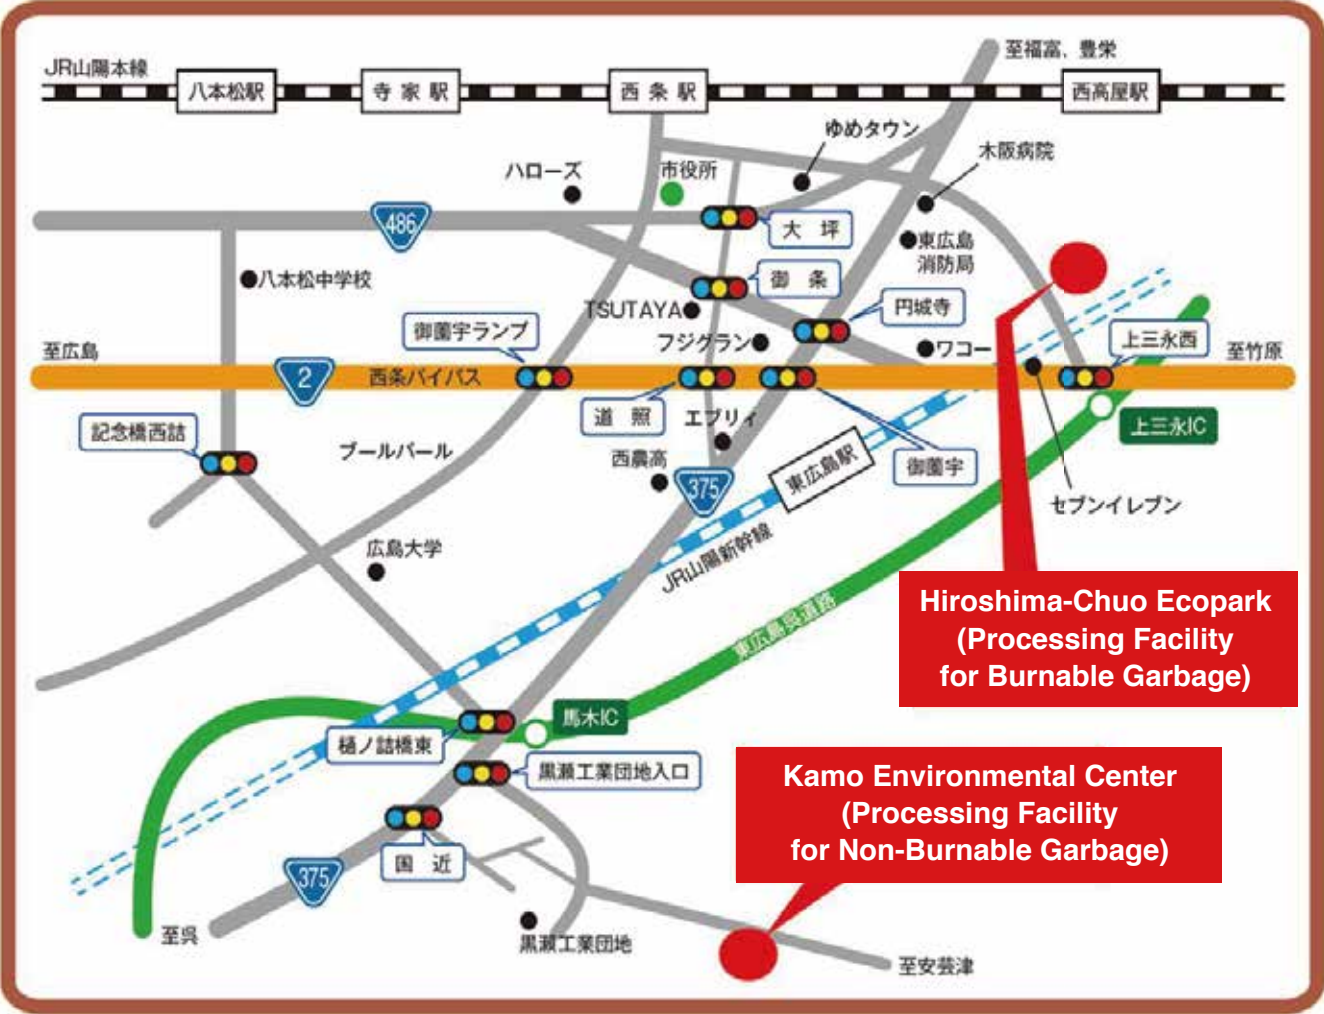 至福富、豊栄
JR山陽本線
八本松駅
寺家駅
西条駅
西高屋駅
ゆめタウン
木阪病院
ハローズ
市役所
486
大坪
東広島
消防局
八本松中学校
御条
TSUTAYA
円城寺
御薗宇ランプ
フジグラン
ワコー
上三永西
至広島
至竹原
2
西条バイパス
道照
エブリイ
記念橋西詰
上三永IC
ブールバール
西農高
東広島駅
御薗宇
375
セブンイレブン
広島大学
JR山陽新幹線
東広島呉道路
Hiroshima-Chuo Ecopark
(Processing Facility
for Burnable Garbage)
馬木IC
樋ノ詰橋東
黒瀬工業団地入口
Kamo Environmental Center
(Processing Facility
for Non-Burnable Garbage)
国近
375
至呉
黒瀬工業団地
至安芸津